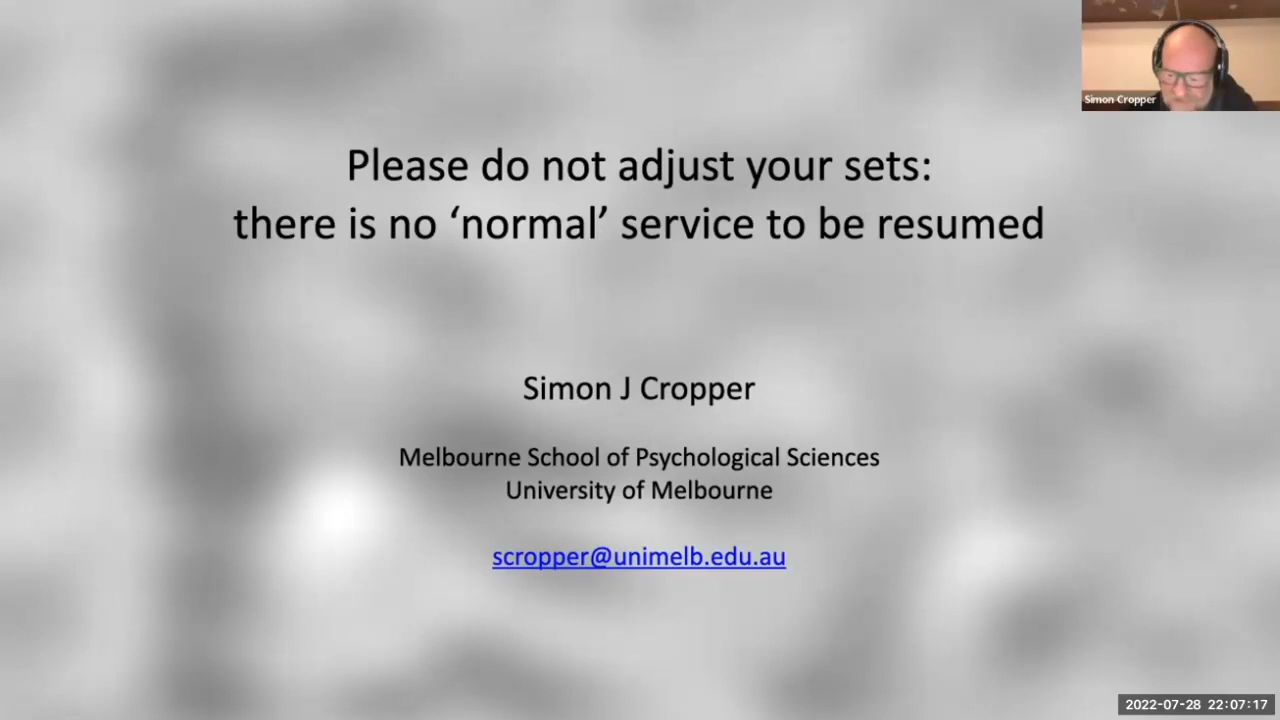 Please do not adjust your sets:
there is no ‘normal’ service to be resumed
Simon J Cropper
Melbourne School of Psychological Sciences
University of Melbourne
scropper@unimelb.edu.au
Simon Cropper
2022-07-28 22:07:17